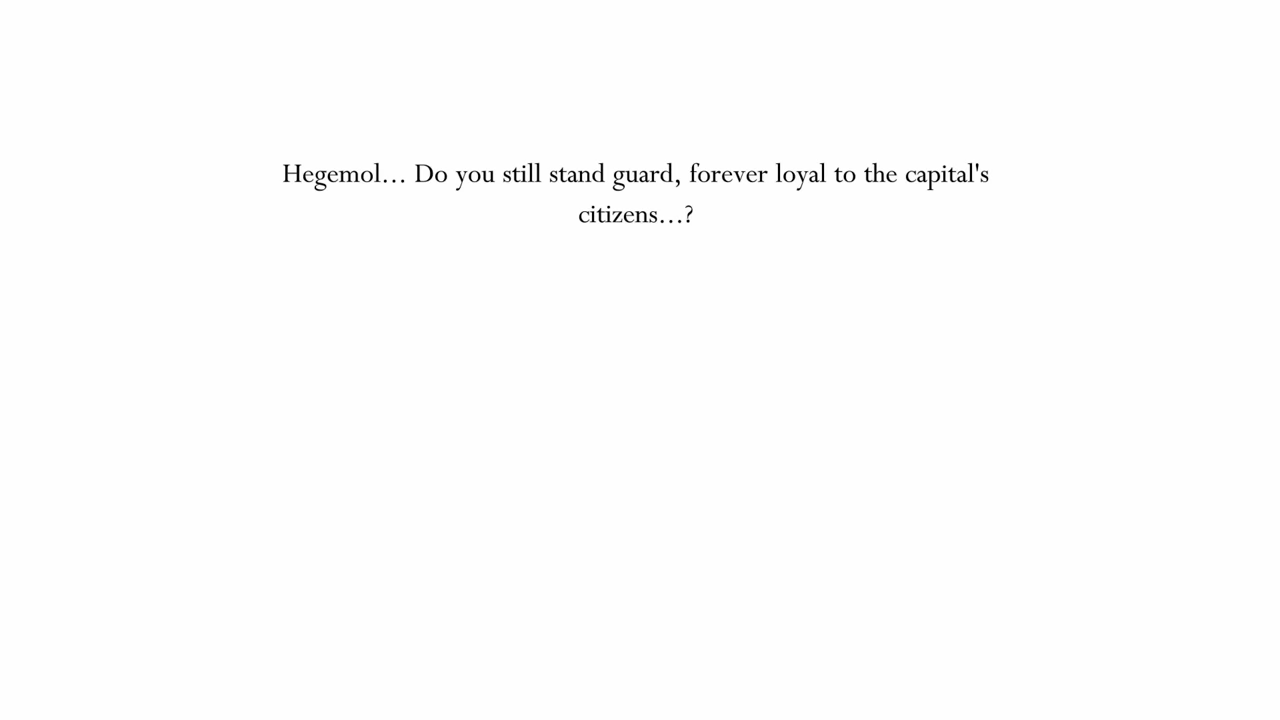 Hegemol… Do you still stand guard, forever loyal to the capital's
citizens…?